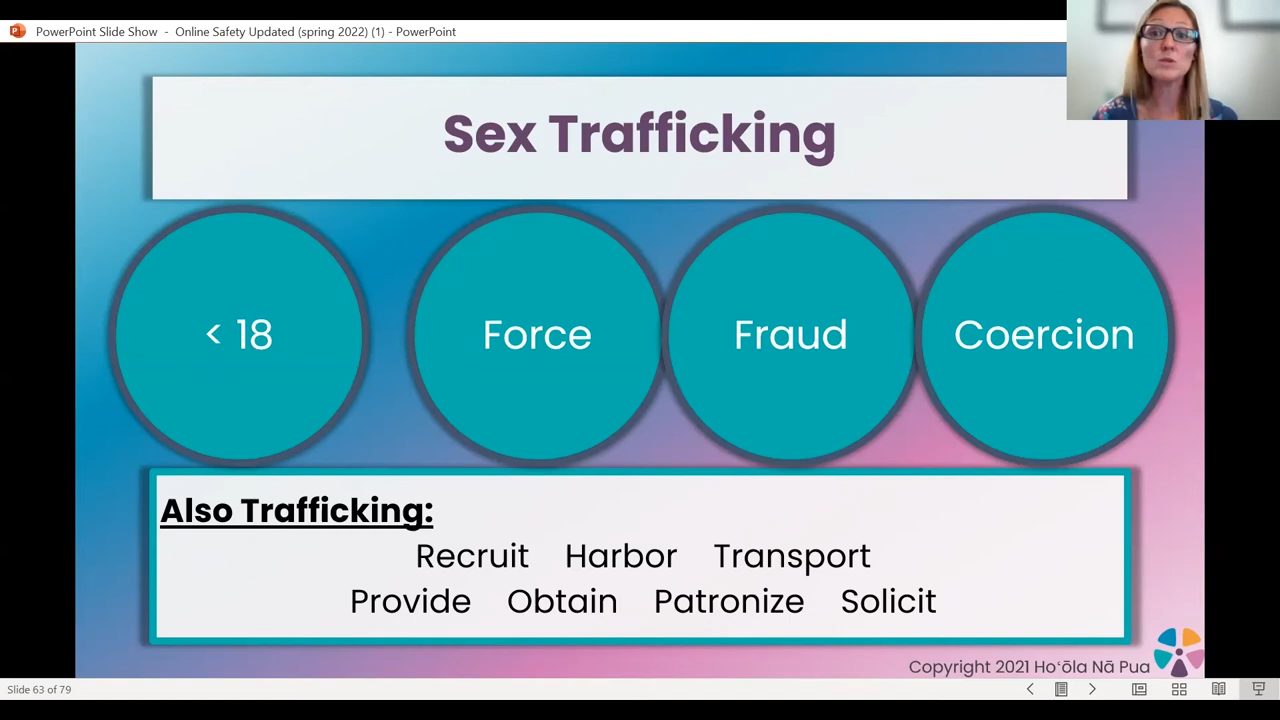 PowerPoint Slide Show - Online Safety Updated (spring 2022) (1) - PowerPoint
Sex Trafficking
< 18
Force
Fraud
Coercion
Also Trafficking:
Recruit Harbor Transport
Provide Obtain Patronize Solicit
Copyright 2021 Hoʻōla Nā Pua
Slide 63 of 79